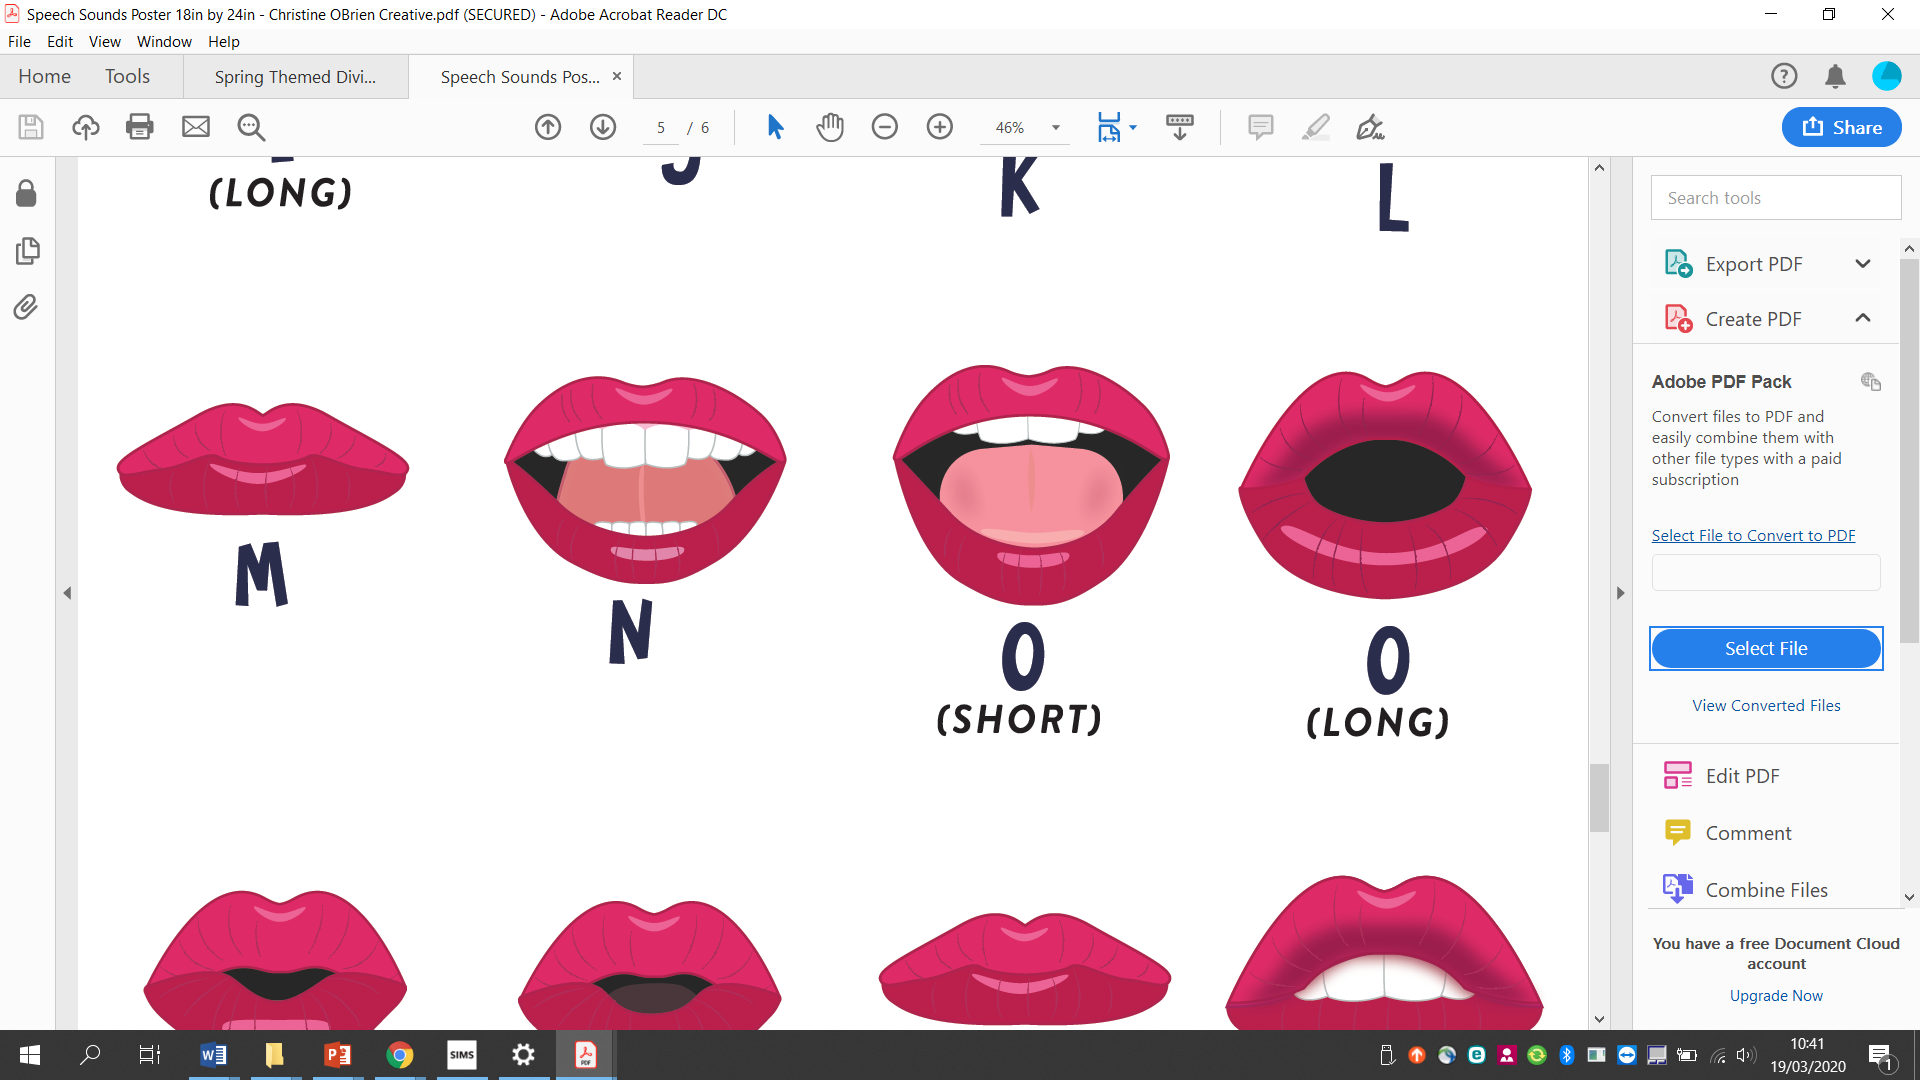 Speech Sounds Poster 18in by 24in - Christine OBrien Creative.pdf (SECURED) - Adobe Acrobat Reader DC
File Edit View Window Help
Home Tools Spring Themed Divi... Speech Sounds Pos... ×
5 / 6 46% Share
(LONG) J K L
Search tools
Export PDF
Create PDF
Adobe PDF Pack
Convert files to PDF and
easily combine them with
other file types with a paid
subscription
Select File to Convert to PDF
Select File
View Converted Files
Edit PDF
Comment
Combine Files
You have a free Document Cloud
account
Upgrade Now
M N O O
(SHORT) (LONG)
SIMS
PDF
10:41
19/03/2020
1